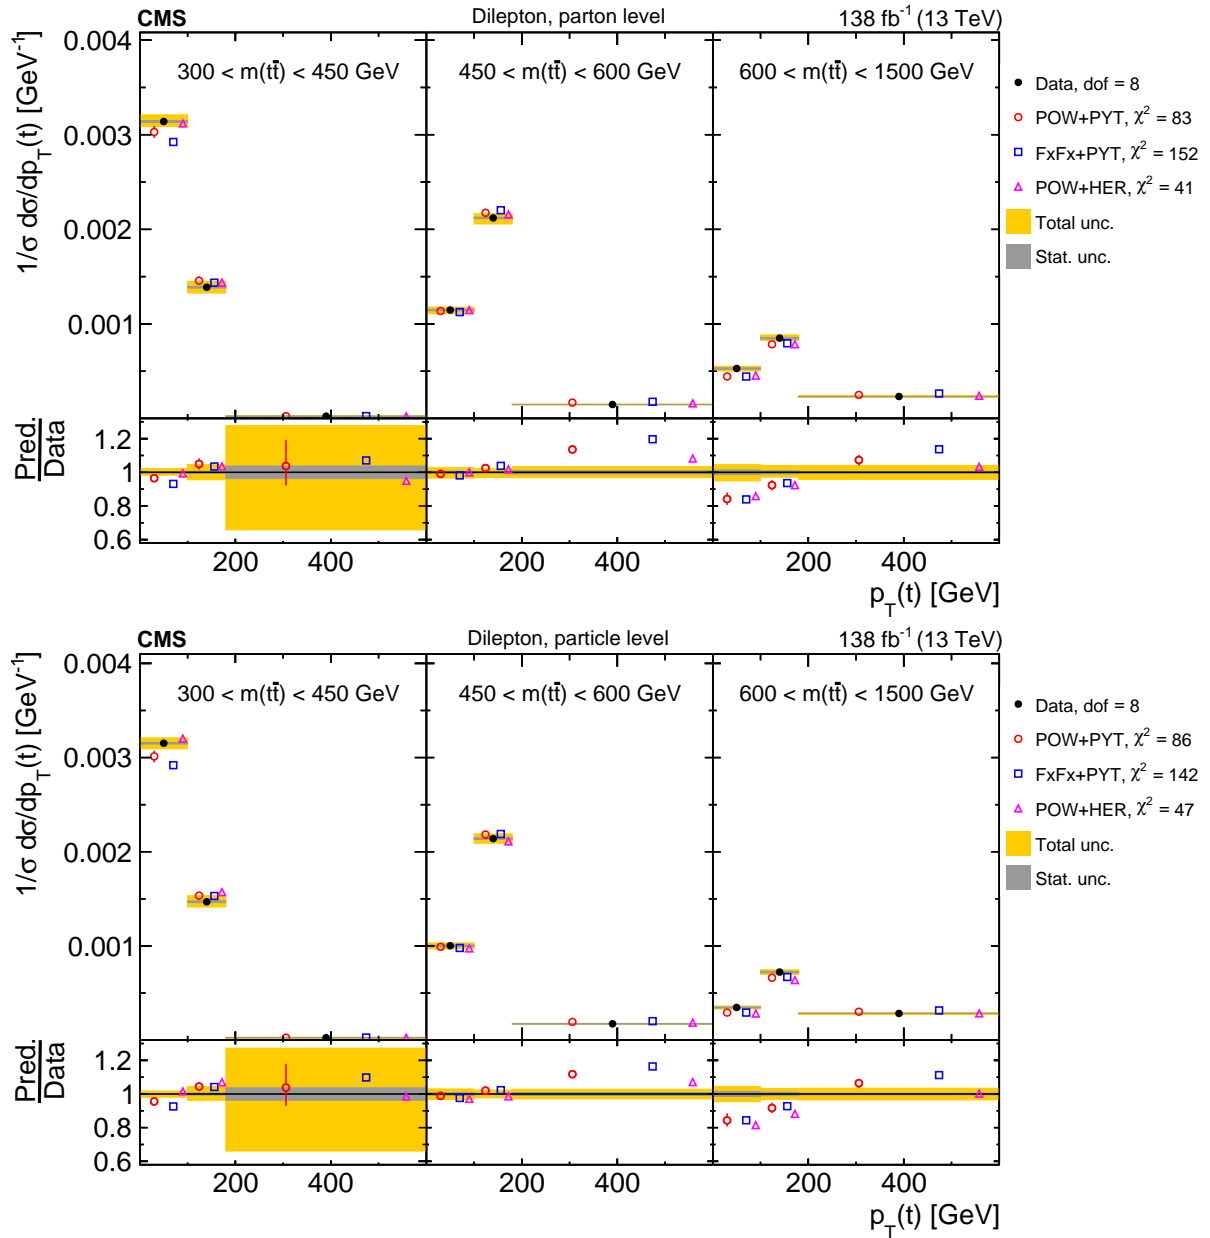 CMS Dilepton, parton level 138 fb⁻¹ (13 TeV)
1/σ dσ/dp_T(t) [GeV⁻¹]
0.004
0.003
0.002
0.001
300 < m(tt̄) < 450 GeV
450 < m(tt̄) < 600 GeV
600 < m(tt̄) < 1500 GeV
Data, dof = 8
POW+PYT, χ² = 83
FxFx+PYT, χ² = 152
POW+HER, χ² = 41
Total unc.
Stat. unc.
Pred.
Data
1.2
1
0.8
0.6
200 400 200 400 200 400
p_T(t) [GeV]
CMS Dilepton, particle level 138 fb⁻¹ (13 TeV)
1/σ dσ/dp_T(t) [GeV⁻¹]
0.004
0.003
0.002
0.001
300 < m(tt̄) < 450 GeV
450 < m(tt̄) < 600 GeV
600 < m(tt̄) < 1500 GeV
Data, dof = 8
POW+PYT, χ² = 86
FxFx+PYT, χ² = 142
POW+HER, χ² = 47
Total unc.
Stat. unc.
Pred.
Data
1.2
1
0.8
0.6
200 400 200 400 200 400
p_T(t) [GeV]